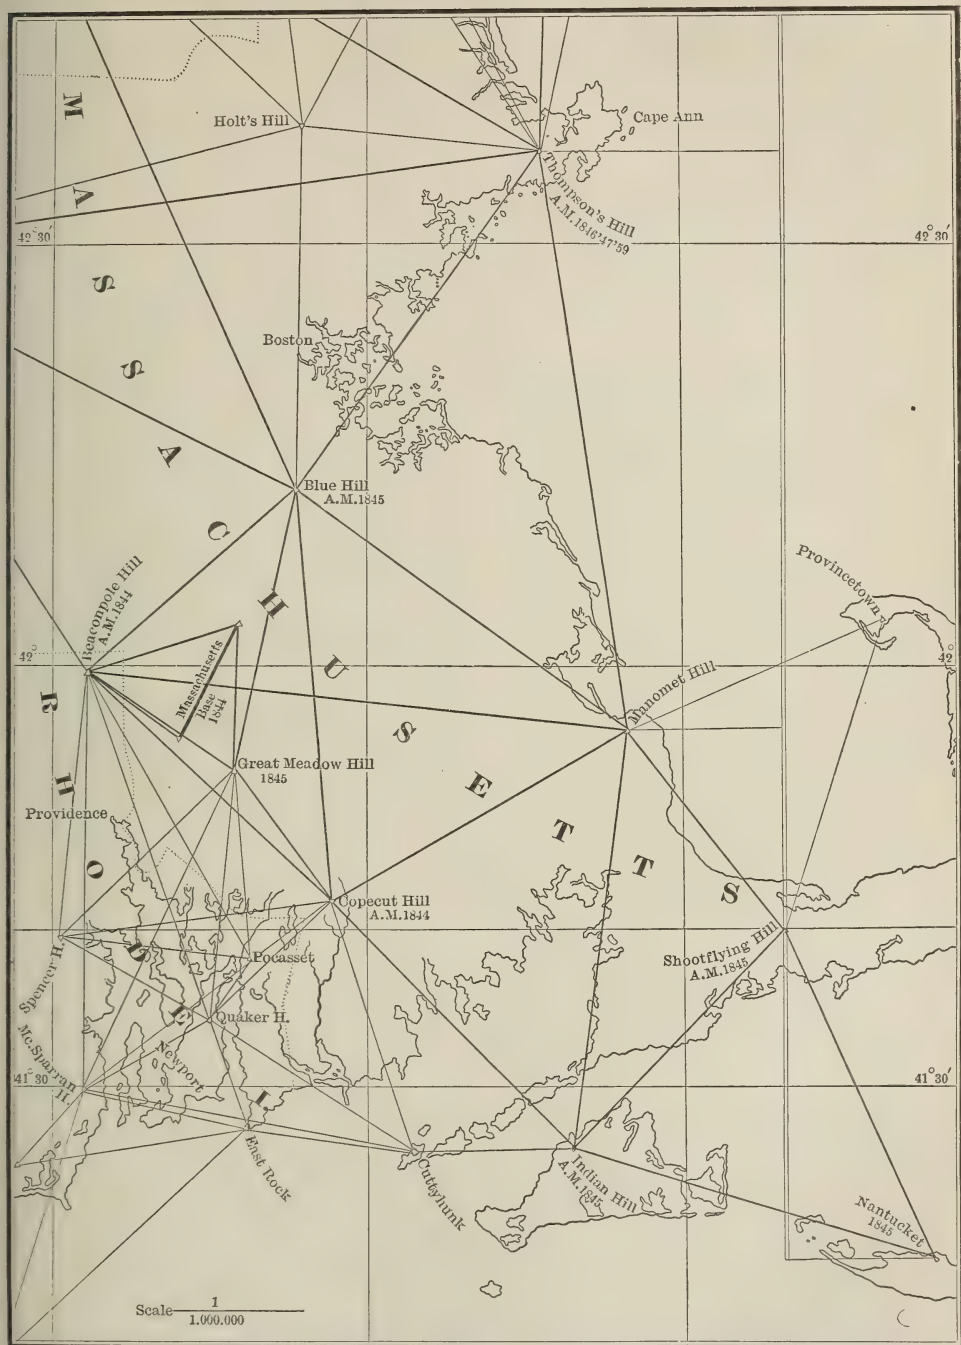 Holt's Hill
Cape Ann
Thompson's Hill
A.M.1846'47'59
42° 30'
42° 30'
MASSACHUSETTS
Boston
Blue Hill
A.M.1845
Beaconpole Hill
A.M.1844
Provincetown
42°
42°
Massachusetts
Base
1844
Manomet Hill
RHODE I.
Great Meadow Hill
1845
Providence
Copecut Hill
A.M.1844
Spencer H.
Pocasset
Shootflying Hill
A.M.1845
Quaker H.
Mc.Sparran
H.
Newport
41° 30'
41° 30'
East Rock
Cuttyhunk
Indian Hill
A.M.1845
Nantucket
1845
Scale 1
1.000.000